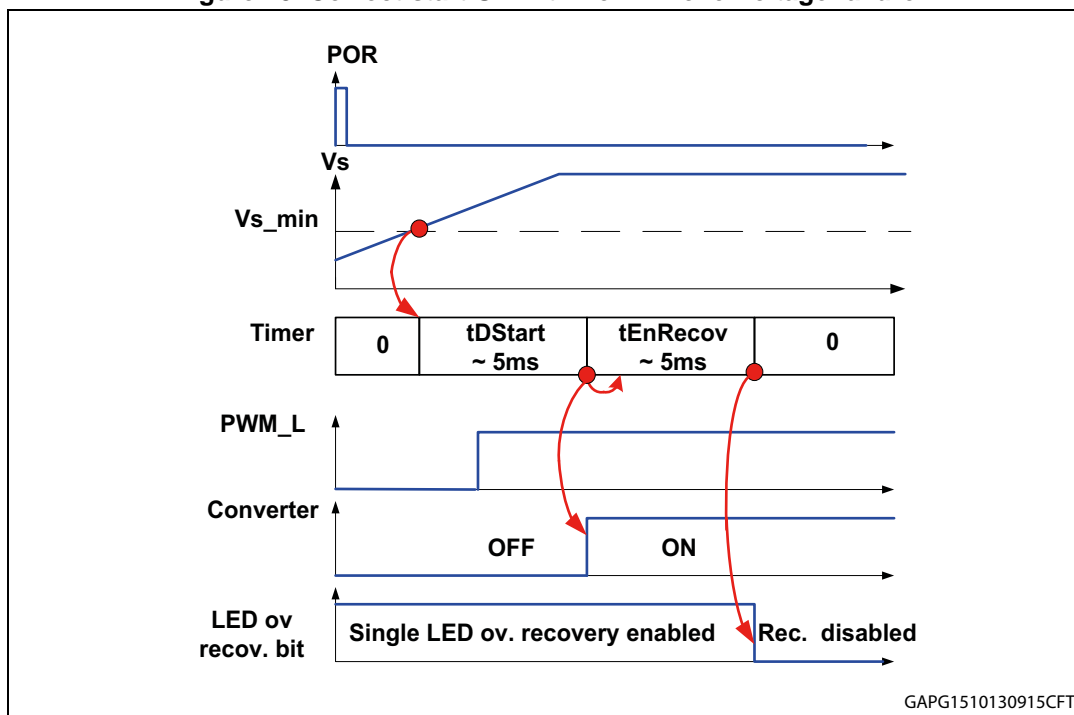 POR
Vs
Vs_min
Timer
0
tDStart
~ 5ms
tEnRecov
~ 5ms
0
PWM_L
Converter
OFF
ON
LED ov
recov. bit
Single LED ov. recovery enabled
Rec. disabled
GAPG1510130915CFT